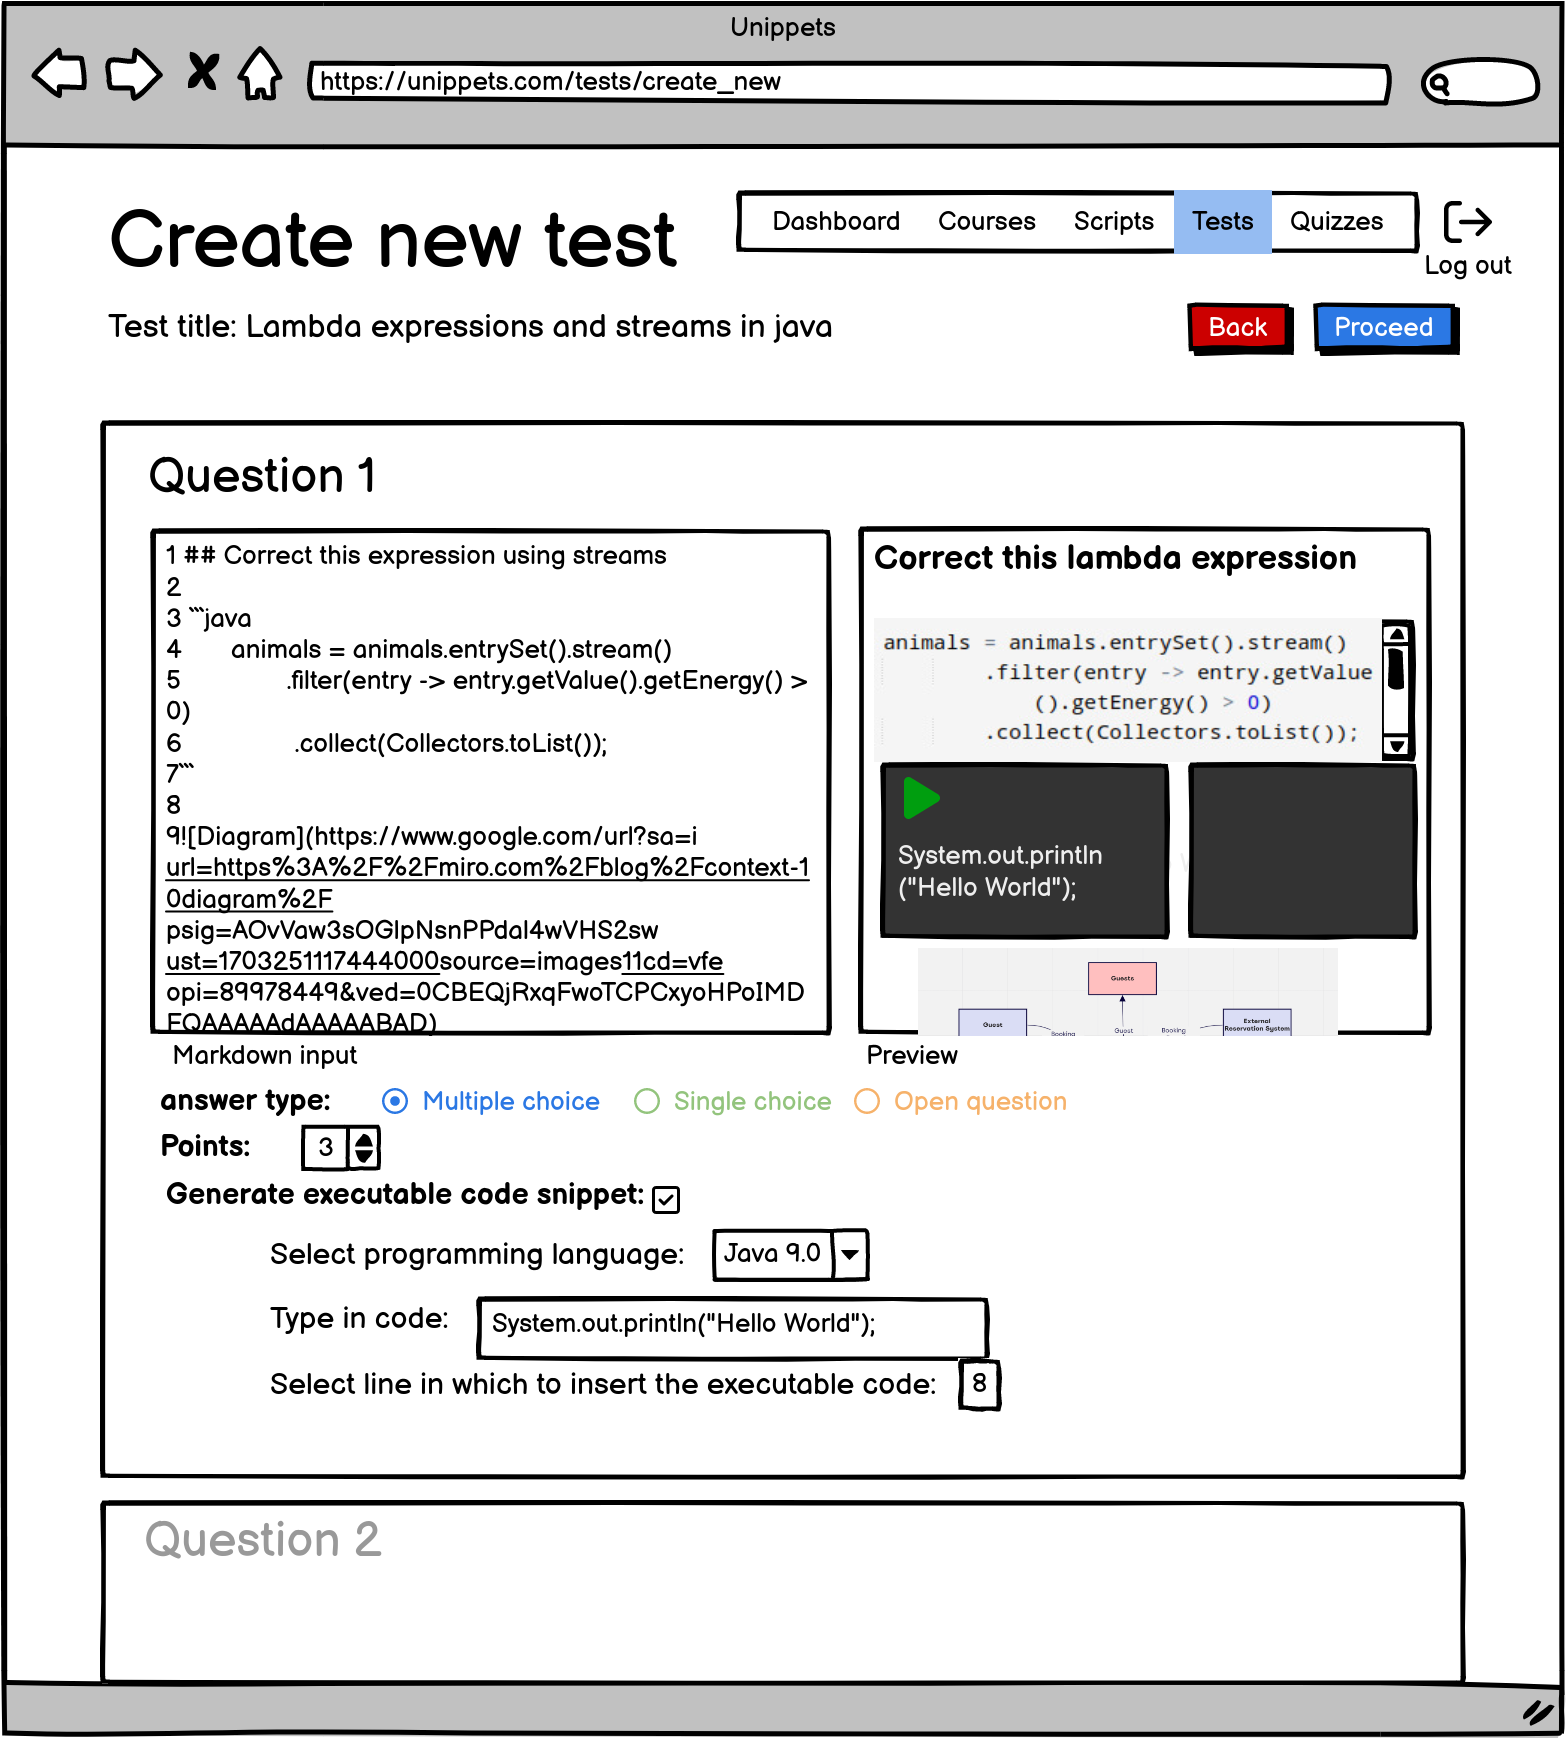 Unippets
https://unippets.com/tests/create_new
Create new test
Dashboard Courses Scripts Tests Quizzes
Log out
Test title: Lambda expressions and streams in java
Back
Proceed
Question 1
1 ## Correct this expression using streams
2
3 ```java
4 animals = animals.entrySet().stream()
5 .filter(entry -> entry.getValue().getEnergy() >
0)
6 .collect(Collectors.toList());
7```
8
9![Diagram](https://www.google.com/url?sa=i
url=https%3A%2F%2Fmiro.com%2Fblog%2Fcontext-1
0diagram%2F
psig=AOvVaw3sOGlpNsnPPdal4wVHS2sw
ust=1703251117444000source=images11cd=vfe
opi=89978449&ved=0CBEQjRxqFwoTCPCxyoHPoIMD
FQAAAAAdAAAAABAD)
Markdown input
Correct this lambda expression
animals = animals.entrySet().stream()
.filter(entry -> entry.getValue
().getEnergy() > 0)
.collect(Collectors.toList());
System.out.println
("Hello World");
Guests
Guest
Booking
Guest
Booking
External
Reservation System
Preview
answer type: Multiple choice Single choice Open question
Points: 3
Generate executable code snippet:
Select programming language: Java 9.0
Type in code: System.out.println("Hello World");
Select line in which to insert the executable code: 8
Question 2